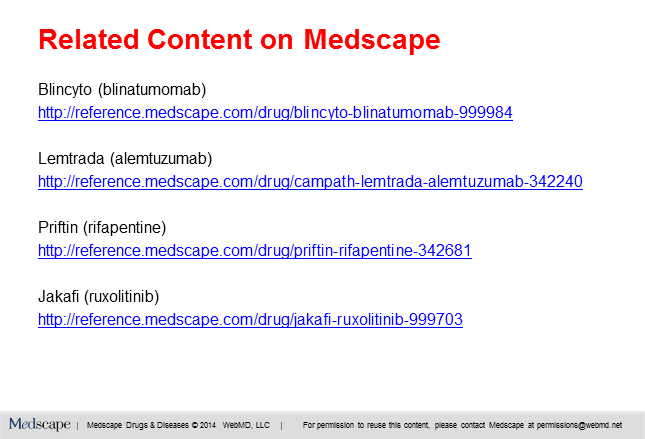 Related Content on Medscape
Blincyto (blinatumomab)
http://reference.medscape.com/drug/blincyto-blinatumomab-999984
Lemtrada (alemtuzumab)
http://reference.medscape.com/drug/campath-lemtrada-alemtuzumab-342240
Priftin (rifapentine)
http://reference.medscape.com/drug/priftin-rifapentine-342681
Jakafi (ruxolitinib)
http://reference.medscape.com/drug/jakafi-ruxolitinib-999703
Medscape | Medscape Drugs & Diseases © 2014 WebMD, LLC | For permission to reuse this content, please contact Medscape at permissions@webmd.net